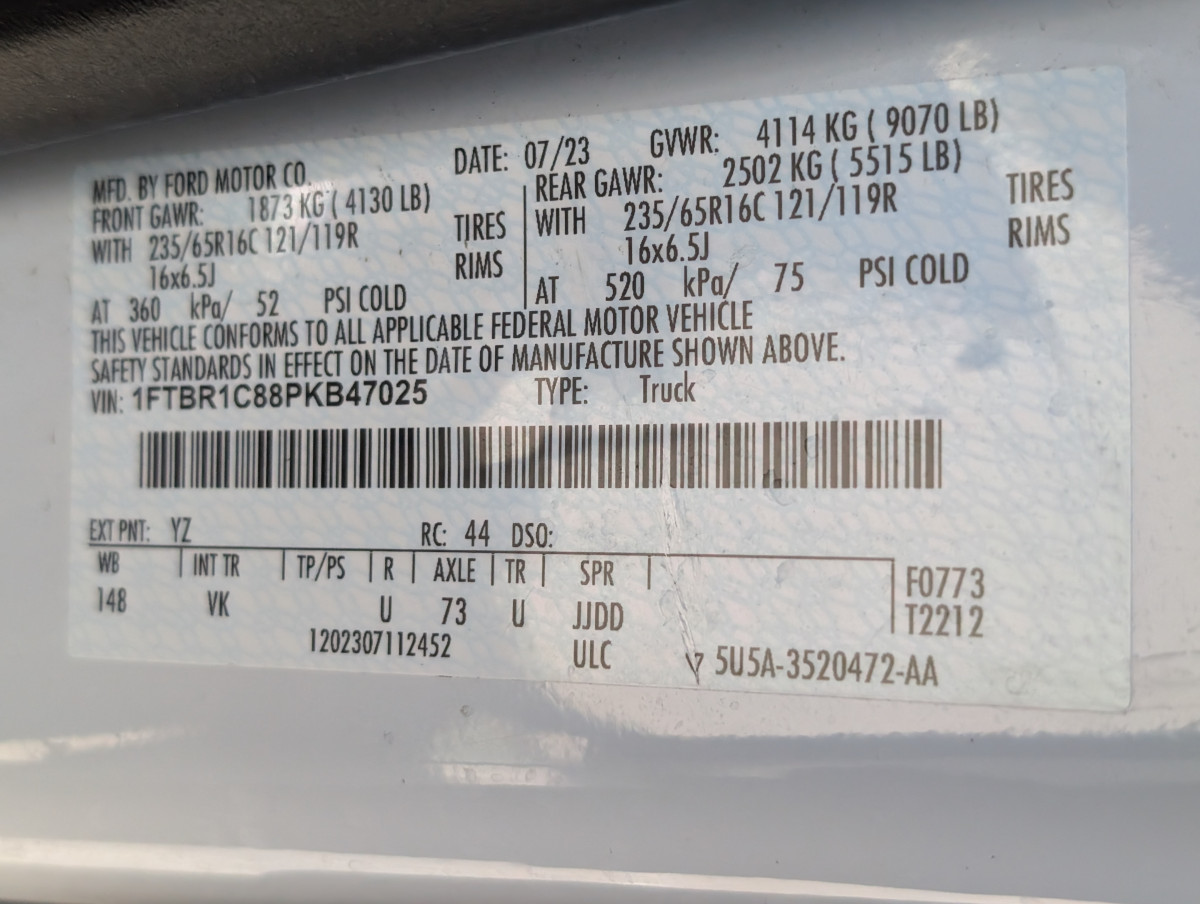 MFD. BY FORD MOTOR CO. DATE: 07/23 GVWR: 4114 KG ( 9070 LB)
FRONT GAWR: 1873 KG ( 4130 LB) REAR GAWR: 2502 KG ( 5515 LB)
WITH 235/65R16C 121/119R TIRES WITH 235/65R16C 121/119R TIRES
16x6.5J RIMS 16x6.5J RIMS
AT 360 kPa/ 52 PSI COLD AT 520 kPa/ 75 PSI COLD
THIS VEHICLE CONFORMS TO ALL APPLICABLE FEDERAL MOTOR VEHICLE
SAFETY STANDARDS IN EFFECT ON THE DATE OF MANUFACTURE SHOWN ABOVE.
VIN: 1FTBR1C88PKB47025 TYPE: Truck
EXT PNT: YZ RC: 44 DSO:
WB INT TR TP/PS R AXLE TR SPR F0773
148 VK U 73 U JJDD T2212
1202307112452 ULC 5U5A-3520472-AA